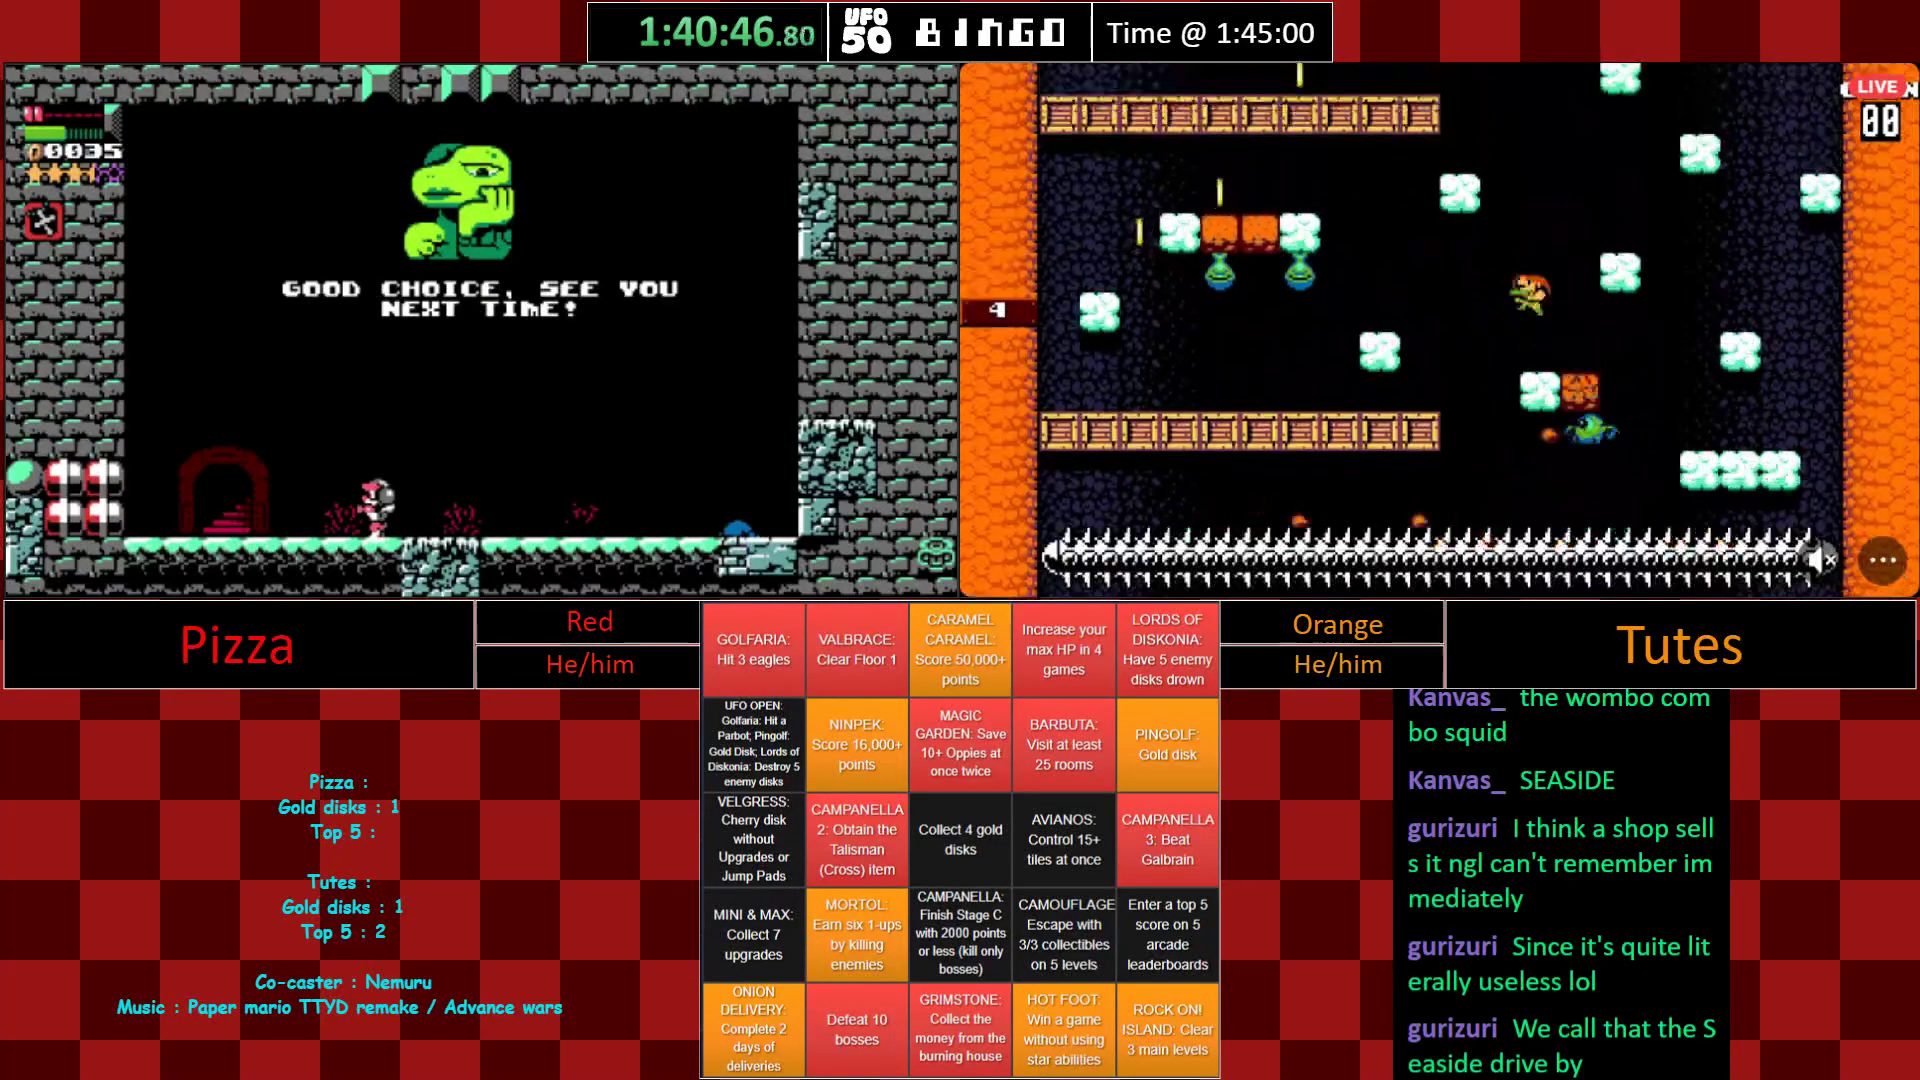 1:40:46.80
UFO 50
BINGO
Time @ 1:45:00
0035
GOOD CHOICE, SEE YOU
NEXT TIME!
4
LIVE
00
Pizza
Red
He/him
Orange
He/him
Tutes
GOLFARIA:
Hit 3 eagles
VALBRACE:
Clear Floor 1
CARAMEL
CARAMEL:
Score 50,000+
points
Increase your
max HP in 4
games
LORDS OF
DISKONIA:
Have 5 enemy
disks drown
UFO OPEN:
Golfaria: Hit a
Parbot; Pingolf:
Gold Disk; Lords of
Diskonia: Destroy 5
enemy disks
NINPEK:
Score 16,000+
points
MAGIC
GARDEN: Save
10+ Oppies at
once twice
BARBUTA:
Visit at least
25 rooms
PINGOLF:
Gold disk
VELGRESS:
Cherry disk
without
Upgrades or
Jump Pads
CAMPANELLA
2: Obtain the
Talisman
(Cross) item
Collect 4 gold
disks
AVIANOS:
Control 15+
tiles at once
CAMPANELLA
3: Beat
Galbrain
MINI & MAX:
Collect 7
upgrades
MORTOL:
Earn six 1-ups
by killing
enemies
CAMPANELLA:
Finish Stage C
with 2000 points
or less (kill only
bosses)
CAMOUFLAGE
Escape with
3/3 collectibles
on 5 levels
Enter a top 5
score on 5
arcade
leaderboards
ONION
DELIVERY:
Complete 2
days of
deliveries
Defeat 10
bosses
GRIMSTONE:
Collect the
money from the
burning house
HOT FOOT:
Win a game
without using
star abilities
ROCK ON!
ISLAND: Clear
3 main levels
Pizza :
Gold disks : 1
Top 5 :
Tutes :
Gold disks : 1
Top 5 : 2
Co-caster : Nemuru
Music : Paper mario TTYD remake / Advance wars
Kanvas_ the wombo com
bo squid
Kanvas_ SEASIDE
gurizuri I think a shop sell
s it ngl can't remember im
mediately
gurizuri Since it's quite lit
erally useless lol
gurizuri We call that the S
easide drive by